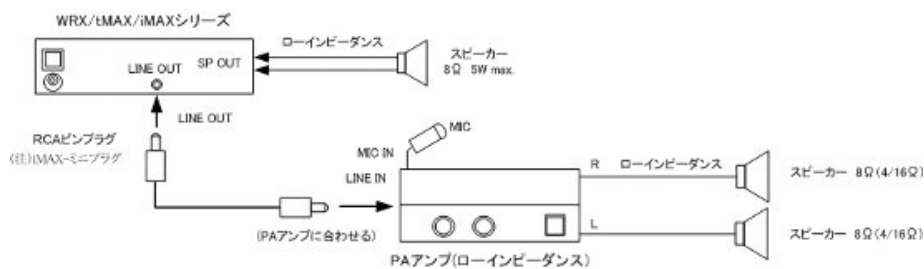 WRX/tMAX/iMAXシリーズ
LINE OUT
SP OUT
ローインピーダンス
スピーカー
8Ω 5W max.
LINE OUT
RCAピンプラグ
(注)iMAX-ミニプラグ
MIC
MIC IN
LINE IN
(PAアンプに合わせる)
R
ローインピーダンス
スピーカー 8Ω(4/16Ω)
L
スピーカー 8Ω(4/16Ω)
PAアンプ(ローインピーダンス)